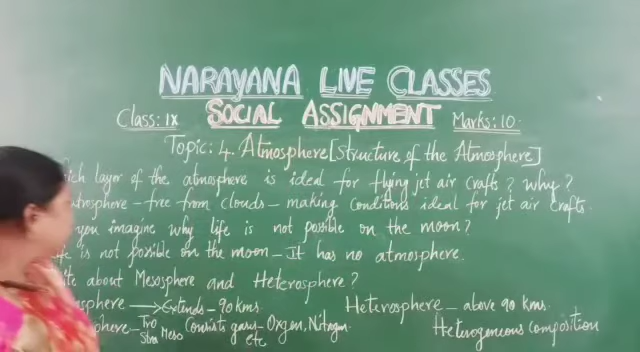 NARAYANA LIVE CLASSES
Class: IX SOCIAL ASSIGNMENT Marks: 10
Topic: 4. Atmosphere [Structure of the Atmosphere]
layer of the atmosphere is ideal for flying jet air crafts? Why?
free from clouds - making conditions ideal for jet air crafts.
you imagine why life is not possible on the moon?
is not possible on the moon - It has no atmosphere.
about Mesosphere and Heterosphere?
Extends - 90 kms. Heterosphere - above 90 kms.
Tro Stra Meso Consists gases - Oxgen, Nitrogen etc. Heterogeneous composition